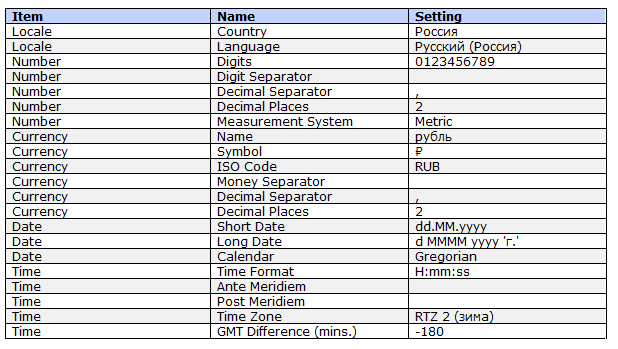 Item Name Setting
Locale Country Россия
Locale Language Русский (Россия)
Number Digits 0123456789
Number Digit Separator
Number Decimal Separator ,
Number Decimal Places 2
Number Measurement System Metric
Currency Name рубль
Currency Symbol ₽
Currency ISO Code RUB
Currency Money Separator
Currency Decimal Separator ,
Currency Decimal Places 2
Date Short Date dd.MM.yyyy
Date Long Date d MMMM yyyy 'г.'
Date Calendar Gregorian
Time Time Format H:mm:ss
Time Ante Meridiem
Time Post Meridiem
Time Time Zone RTZ 2 (зима)
Time GMT Difference (mins.) -180